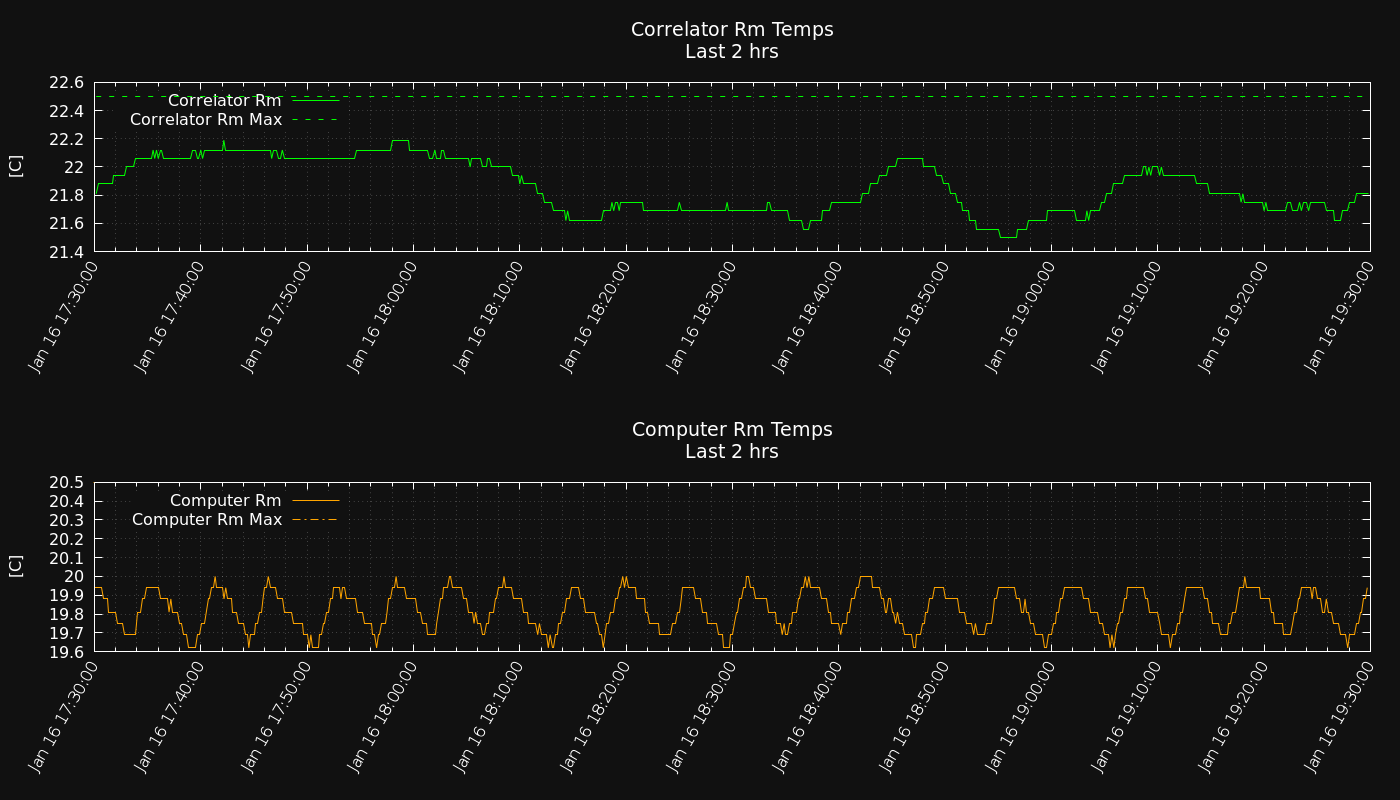 Correlator Rm Temps
Last 2 hrs
22.6
22.4
22.2
22
21.8
21.6
21.4
[C]
Correlator Rm
Correlator Rm Max
Jan 16 17:30:00
Jan 16 17:40:00
Jan 16 17:50:00
Jan 16 18:00:00
Jan 16 18:10:00
Jan 16 18:20:00
Jan 16 18:30:00
Jan 16 18:40:00
Jan 16 18:50:00
Jan 16 19:00:00
Jan 16 19:10:00
Jan 16 19:20:00
Jan 16 19:30:00
Computer Rm Temps
Last 2 hrs
20.5
20.4
20.3
20.2
20.1
20
19.9
19.8
19.7
19.6
[C]
Computer Rm
Computer Rm Max
Jan 16 17:30:00
Jan 16 17:40:00
Jan 16 17:50:00
Jan 16 18:00:00
Jan 16 18:10:00
Jan 16 18:20:00
Jan 16 18:30:00
Jan 16 18:40:00
Jan 16 18:50:00
Jan 16 19:00:00
Jan 16 19:10:00
Jan 16 19:20:00
Jan 16 19:30:00